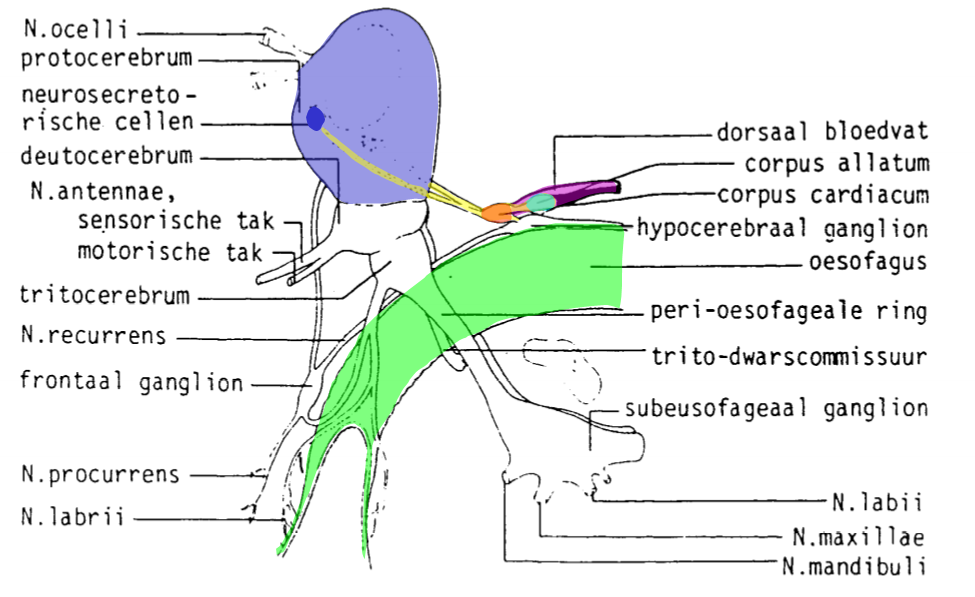 N.ocelli
protocerebrum
neurosecreto-
rische cellen
deutocerebrum
N.antennae,
sensorische tak
motorische tak
tritocerebrum
N.recurrens
frontaal ganglion
N.procurrens
N.labrii
dorsaal bloedvat
corpus allatum
corpus cardiacum
hypocerebraal ganglion
oesofagus
peri-oesofageale ring
trito-dwarscommissuur
subeusofageaal ganglion
N.labii
N.maxillae
N.mandibuli